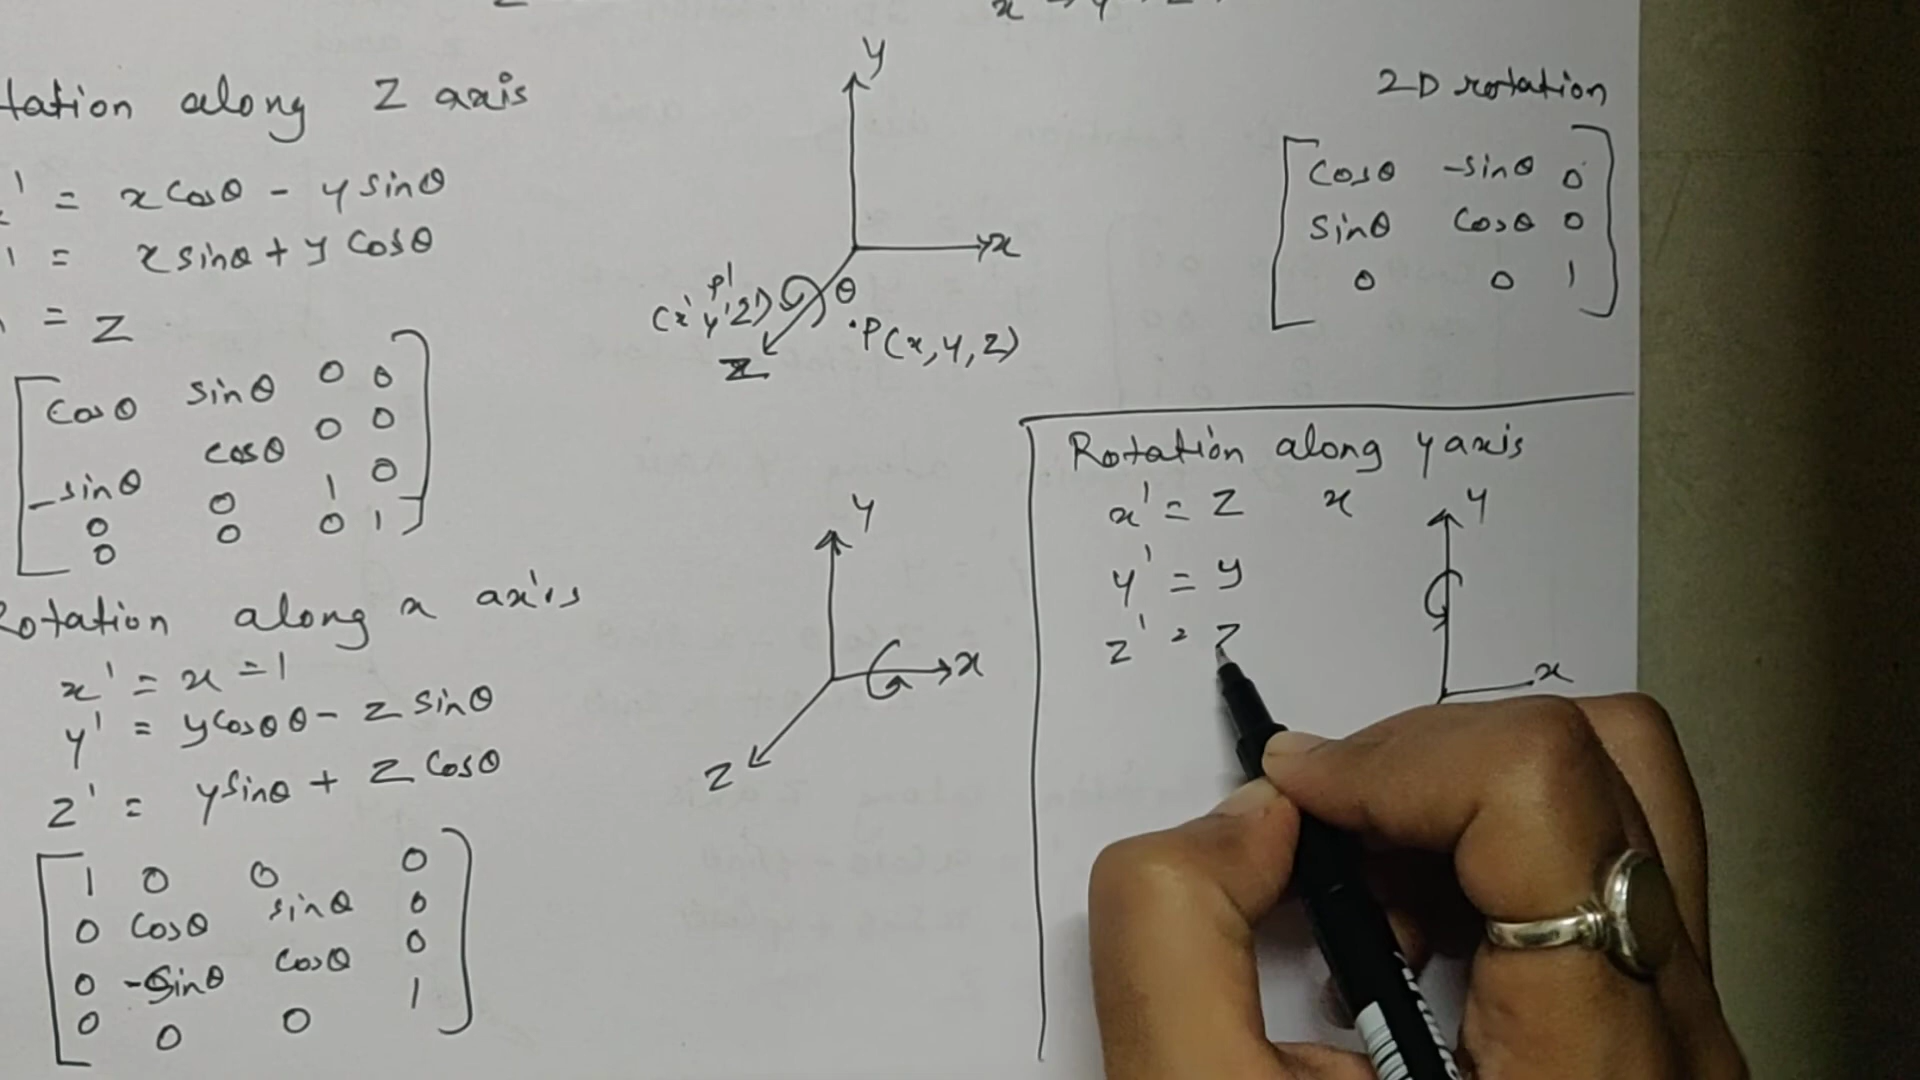 tation along Z axis
x' = x cosθ - y sinθ
' = x sinθ + y cosθ
' = z
cosθ sinθ 0 0
-sinθ cosθ 0 0
0 0 1 0
0 0 0 1
Rotation along x axis
x' = x = 1
y' = y cosθ θ - z sinθ
z' = y sinθ + z cosθ
1 0 0 0
0 cosθ sinθ 0
0 -sinθ cosθ 0
0 0 0 1
y
x
θ
P'
(x' y' z')
P(x, y, z)
Z
y
x
Z
2D rotation
cosθ -sinθ 0
sinθ cosθ 0
0 0 1
Rotation along y axis
x' = z x
y' = y
z' = z
y
x